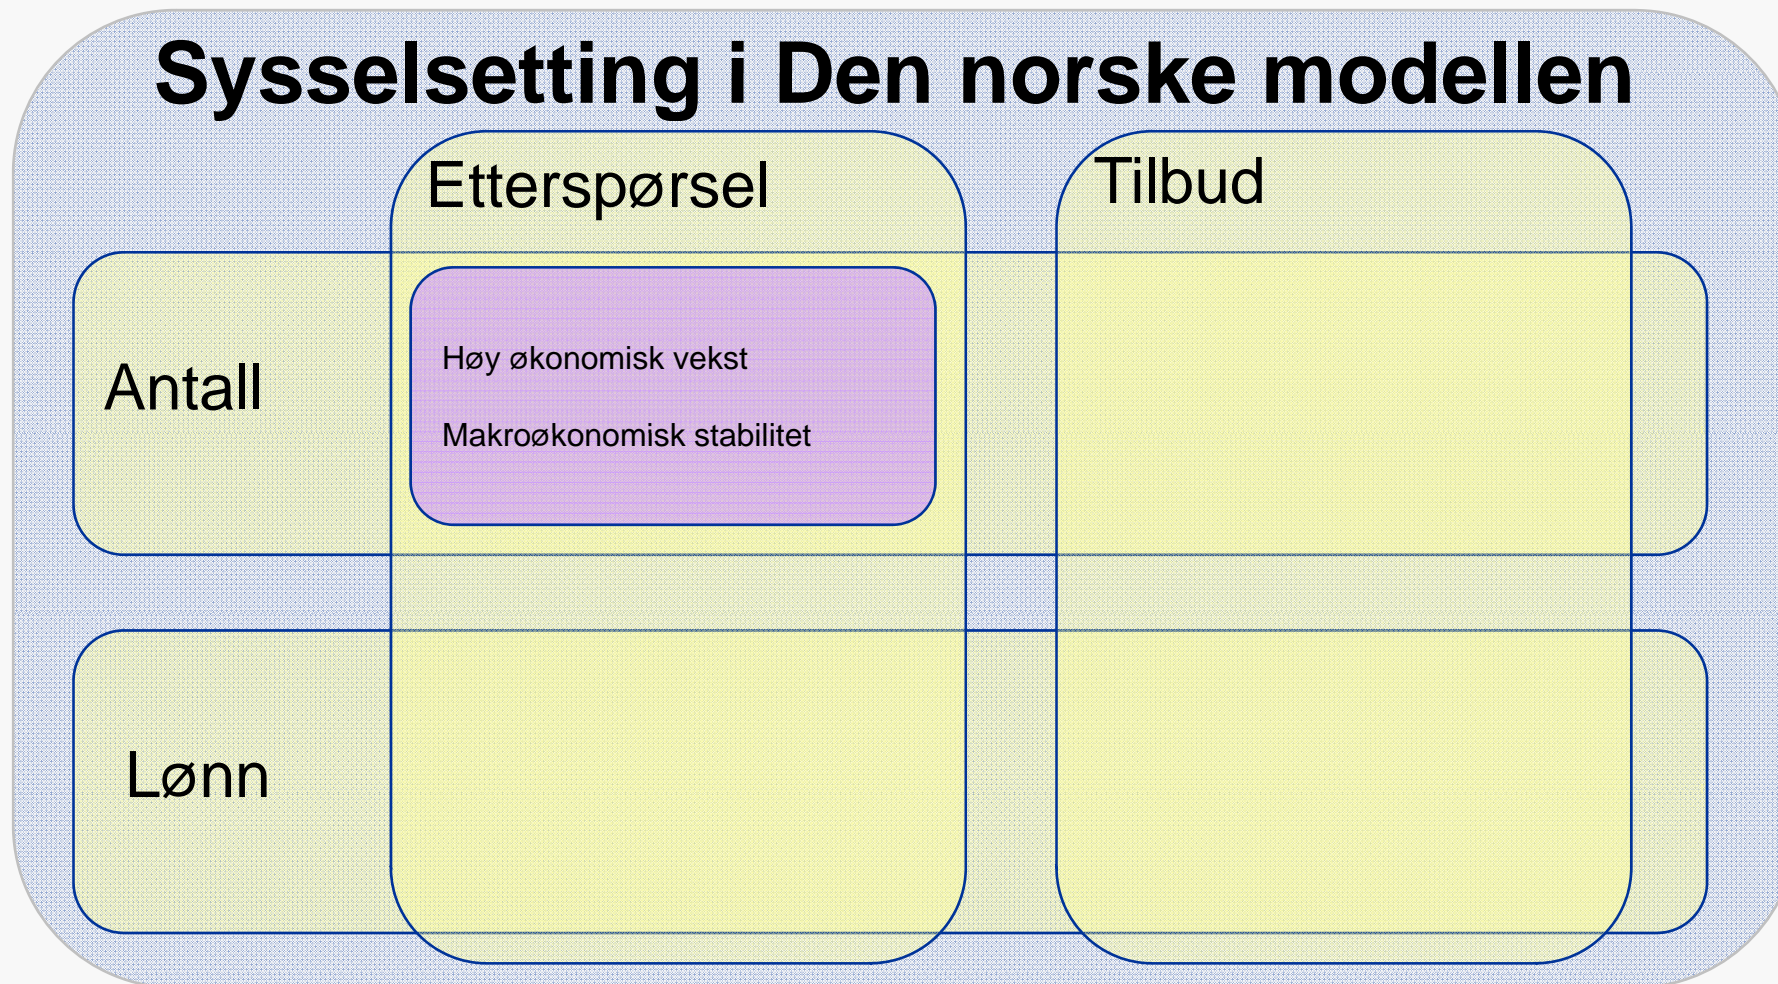 Sysselsetting i Den norske modellen
Etterspørsel
Tilbud
Antall
Høy økonomisk vekst
Makroøkonomisk stabilitet
Lønn